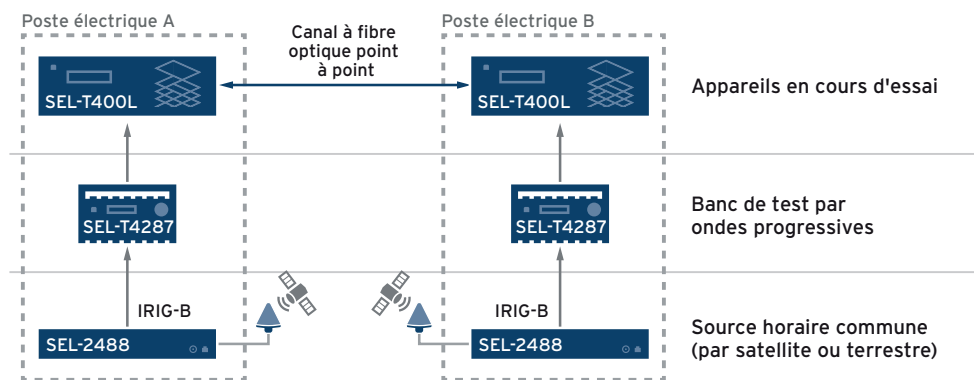 Poste électrique A
Poste électrique B
Canal à fibre
optique point
à point
SEL-T400L
SEL-T400L
Appareils en cours d'essai
SEL-T4287
SEL-T4287
Banc de test par
ondes progressives
IRIG-B
IRIG-B
SEL-2488
SEL-2488
Source horaire commune
(par satellite ou terrestre)